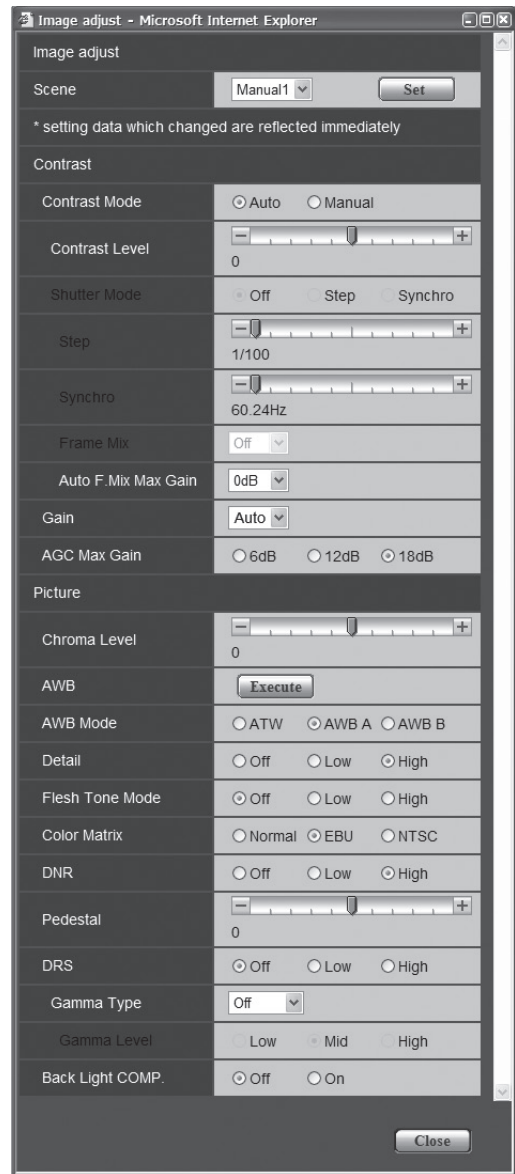 Image adjust - Microsoft Internet Explorer
Image adjust
Scene Manual1 Set
* setting data which changed are reflected immediately
Contrast
Contrast Mode Auto Manual
Contrast Level 0
Shutter Mode Off Step Synchro
Step 1/100
Synchro 60.24Hz
Frame Mix Off
Auto F.Mix Max Gain 0dB
Gain Auto
AGC Max Gain 6dB 12dB 18dB
Picture
Chroma Level 0
AWB Execute
AWB Mode ATW AWB A AWB B
Detail Off Low High
Flesh Tone Mode Off Low High
Color Matrix Normal EBU NTSC
DNR Off Low High
Pedestal 0
DRS Off Low High
Gamma Type Off
Gamma Level Low Mid High
Back Light COMP. Off On
Close